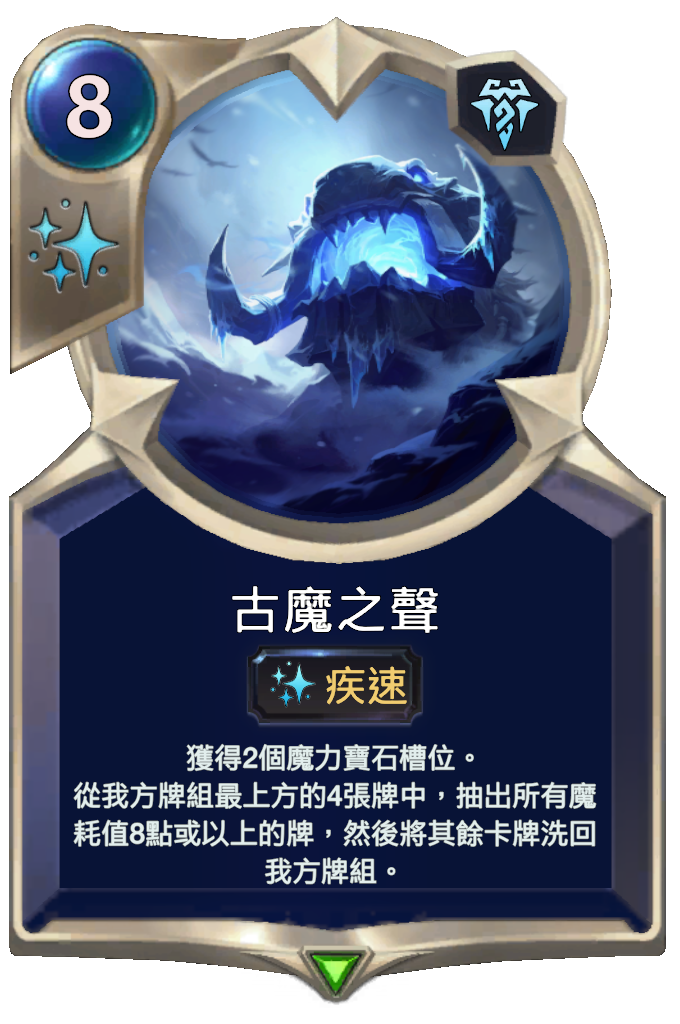 8
古魔之聲
疾速
獲得2個魔力寶石槽位。
從我方牌組最上方的4張牌中，抽出所有魔
耗值8點或以上的牌，然後將其餘卡牌洗回
我方牌組。